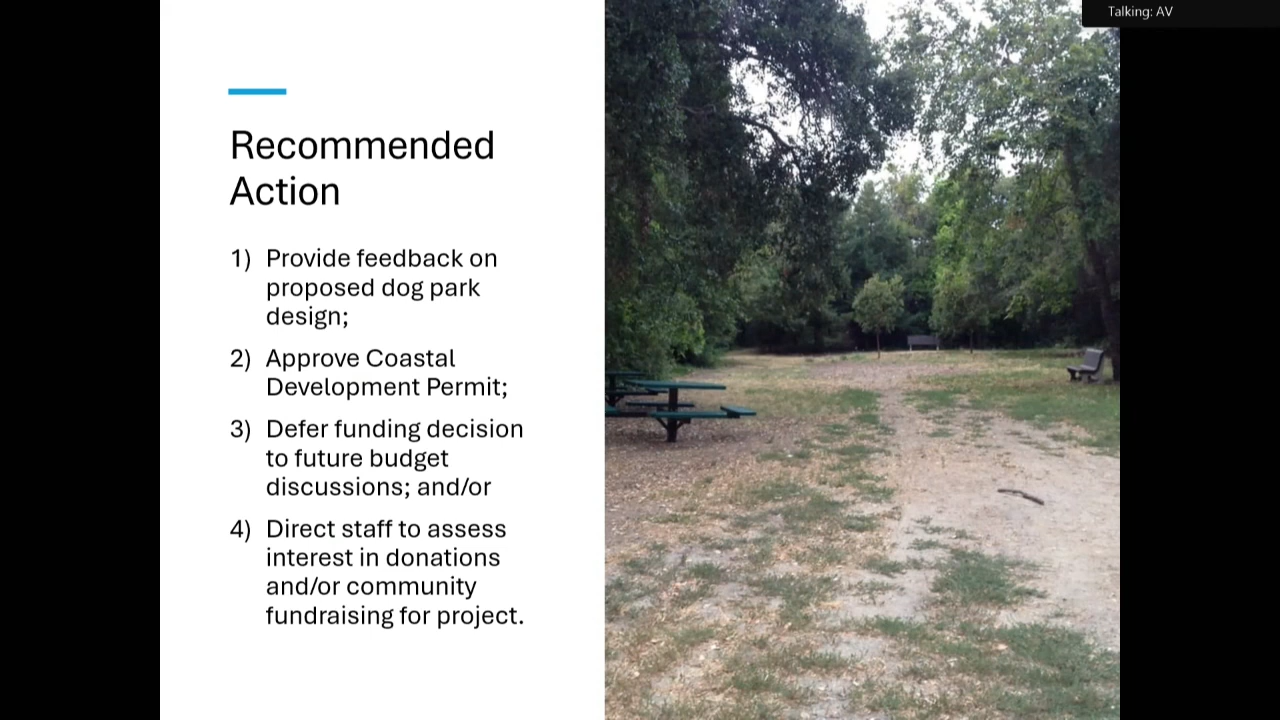 Talking: AV
Recommended
Action
1) Provide feedback on
proposed dog park
design;
2) Approve Coastal
Development Permit;
3) Defer funding decision
to future budget
discussions; and/or
4) Direct staff to assess
interest in donations
and/or community
fundraising for project.